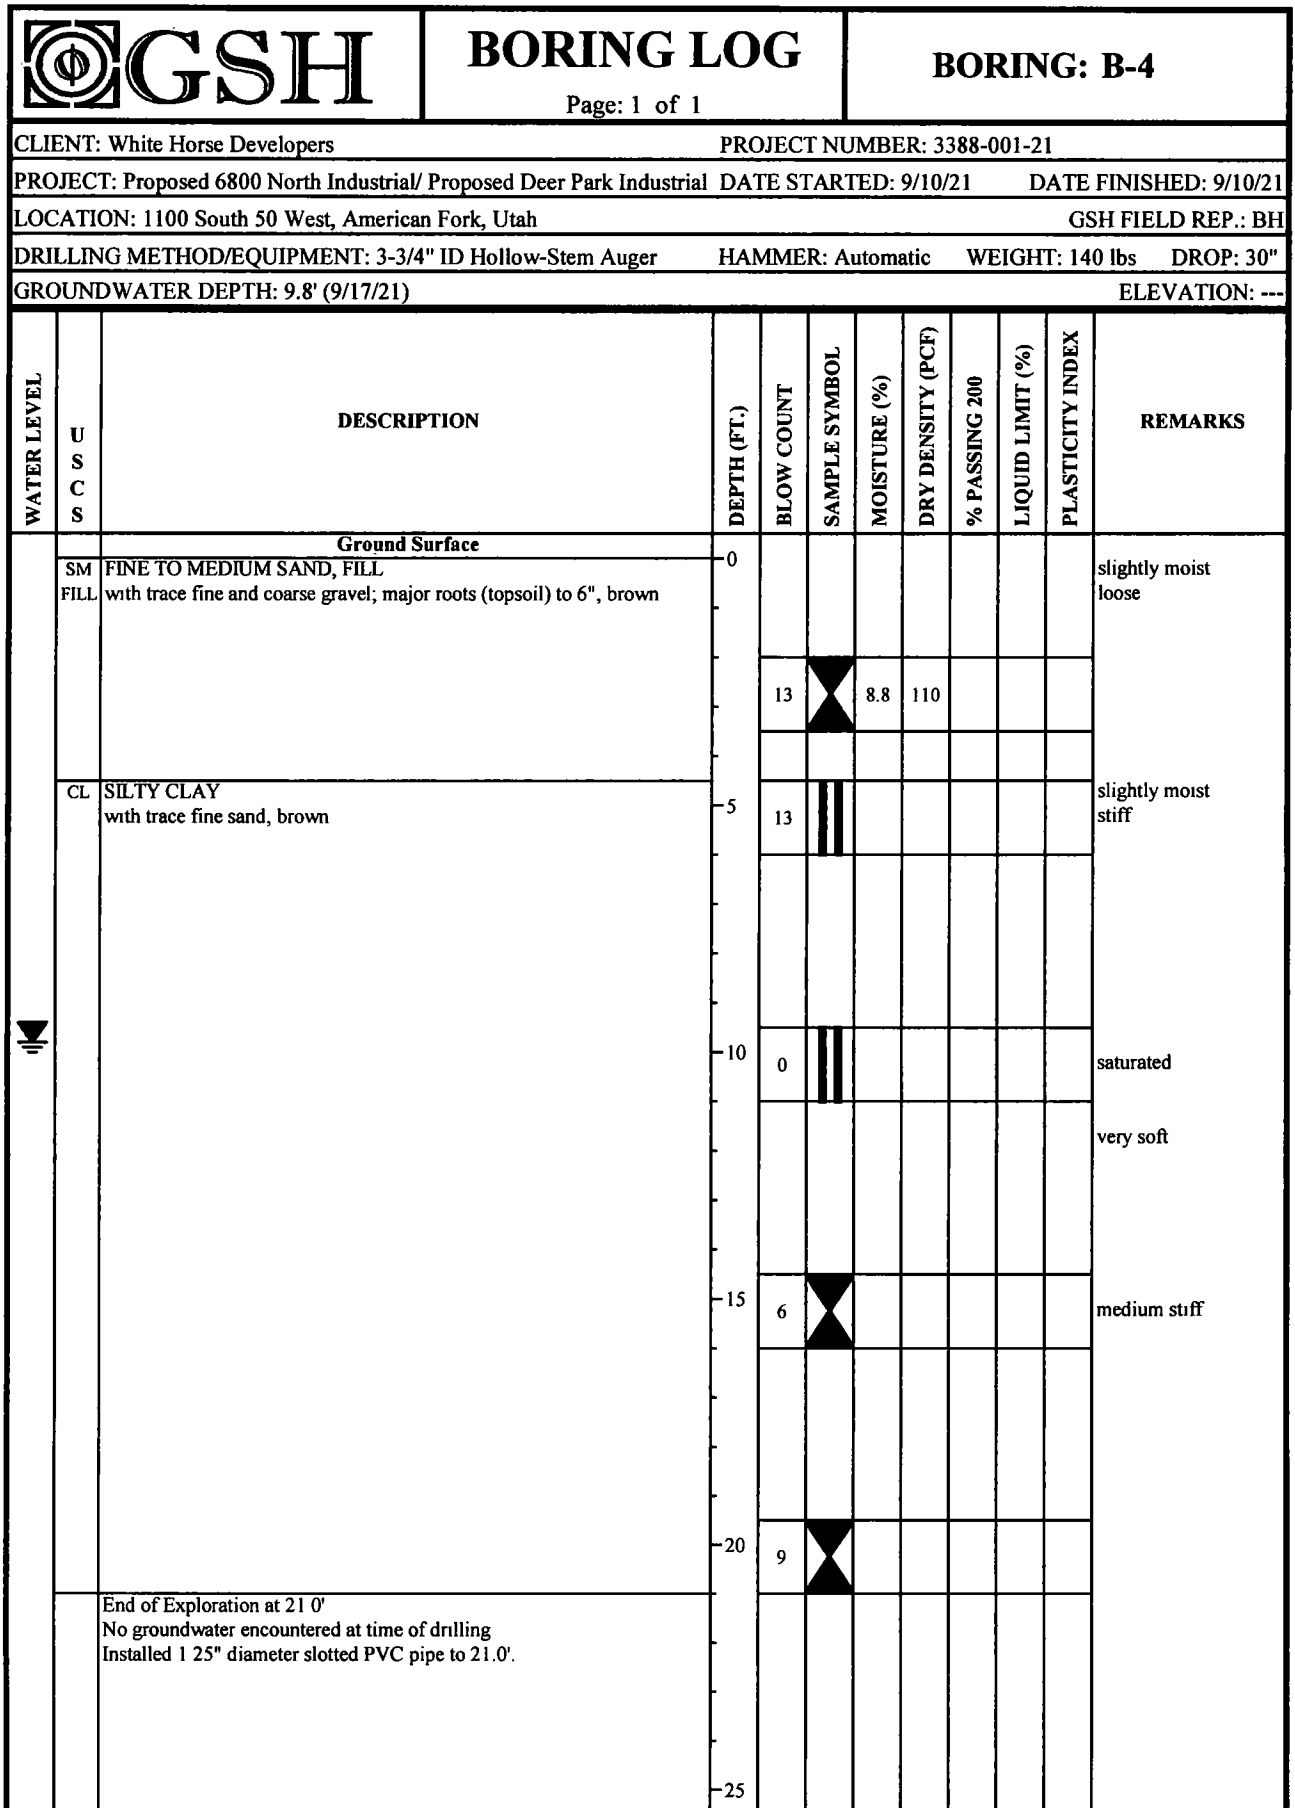 GSH
BORING LOG
Page: 1 of 1
BORING: B-4
CLIENT: White Horse Developers PROJECT NUMBER: 3388-001-21
PROJECT: Proposed 6800 North Industrial/ Proposed Deer Park Industrial DATE STARTED: 9/10/21 DATE FINISHED: 9/10/21
LOCATION: 1100 South 50 West, American Fork, Utah GSH FIELD REP.: BH
DRILLING METHOD/EQUIPMENT: 3-3/4" ID Hollow-Stem Auger HAMMER: Automatic WEIGHT: 140 lbs DROP: 30"
GROUNDWATER DEPTH: 9.8' (9/17/21) ELEVATION: ---
WATER LEVEL
U
S
C
S
DESCRIPTION
DEPTH (FT.)
BLOW COUNT
SAMPLE SYMBOL
MOISTURE (%)
DRY DENSITY (PCF)
% PASSING 200
LIQUID LIMIT (%)
PLASTICITY INDEX
REMARKS
Ground Surface
SM FINE TO MEDIUM SAND, FILL 0 slightly moist
FILL with trace fine and coarse gravel; major roots (topsoil) to 6", brown loose
13 8.8 110
CL SILTY CLAY slightly moist
with trace fine sand, brown 5 13 stiff
10 0 saturated
very soft
15 6 medium stiff
20 9
End of Exploration at 21 0'
No groundwater encountered at time of drilling
Installed 1 25" diameter slotted PVC pipe to 21.0'.
25